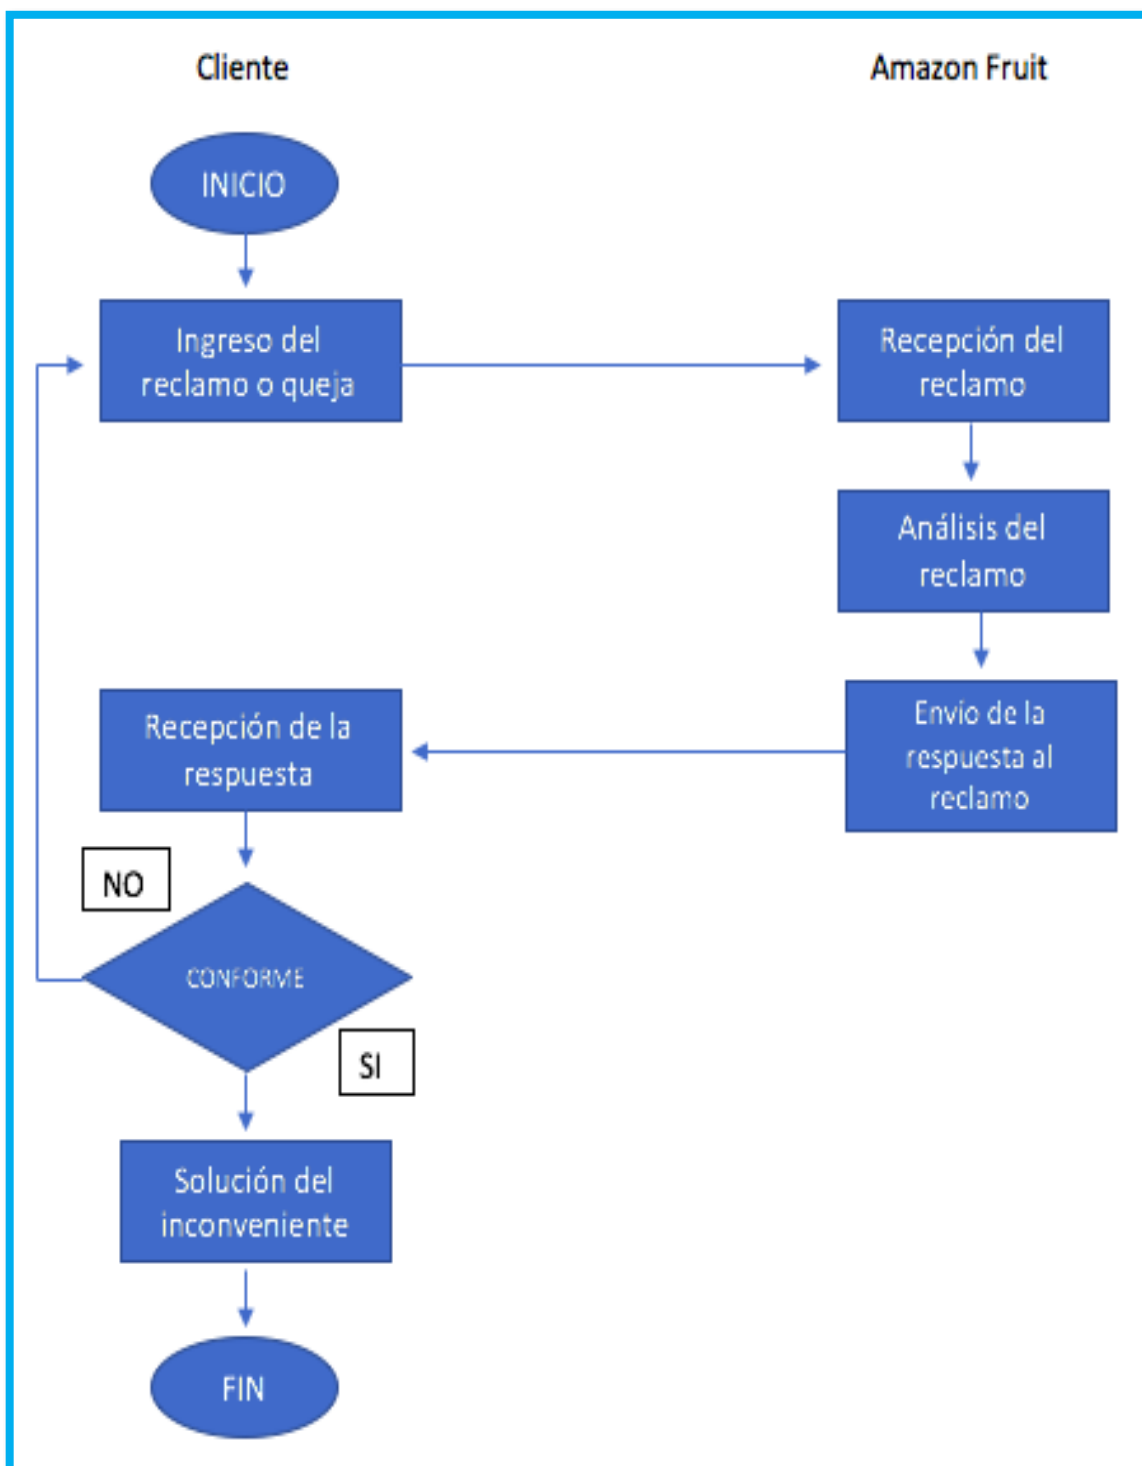 Cliente
Amazon Fruit
INICIO
Ingreso del
reclamo o queja
Recepción del
reclamo
Análisis del
reclamo
Envío de la
respuesta al
reclamo
Recepción de la
respuesta
NO
CONFORME
SI
Solución del
inconveniente
FIN